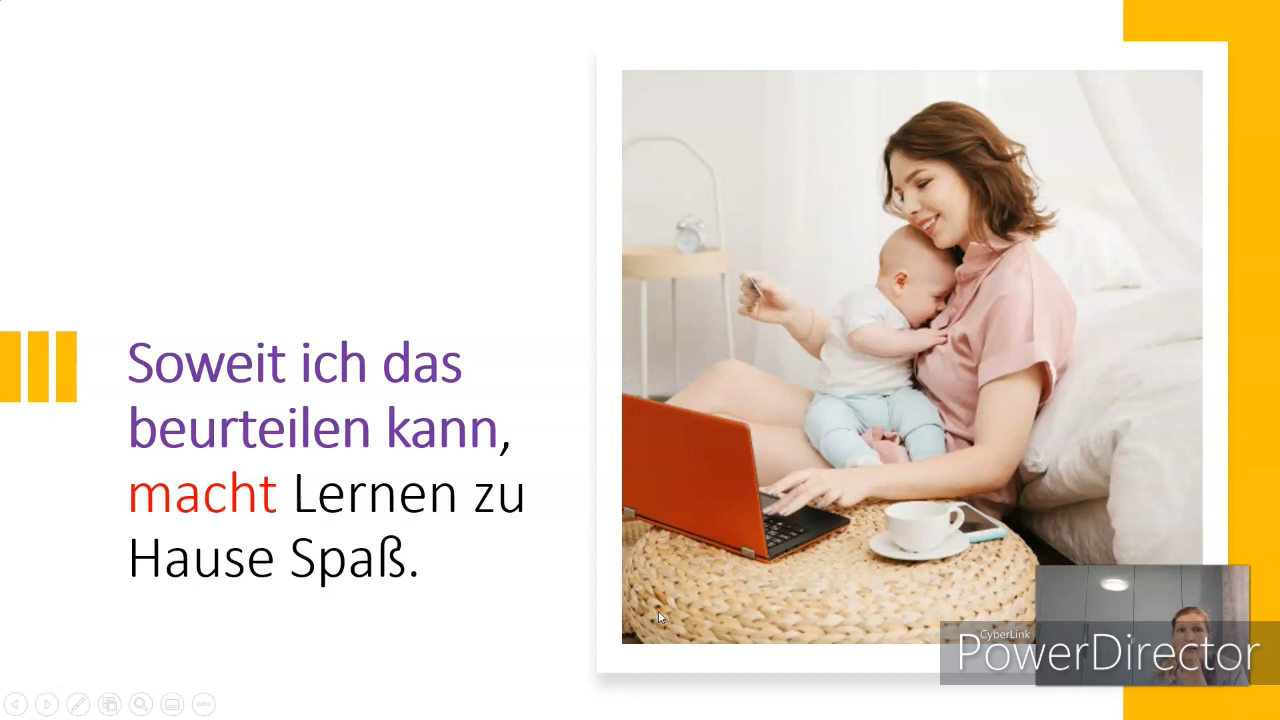 Soweit ich das
beurteilen kann,
macht Lernen zu
Hause Spaß.
CyberLink
PowerDirector